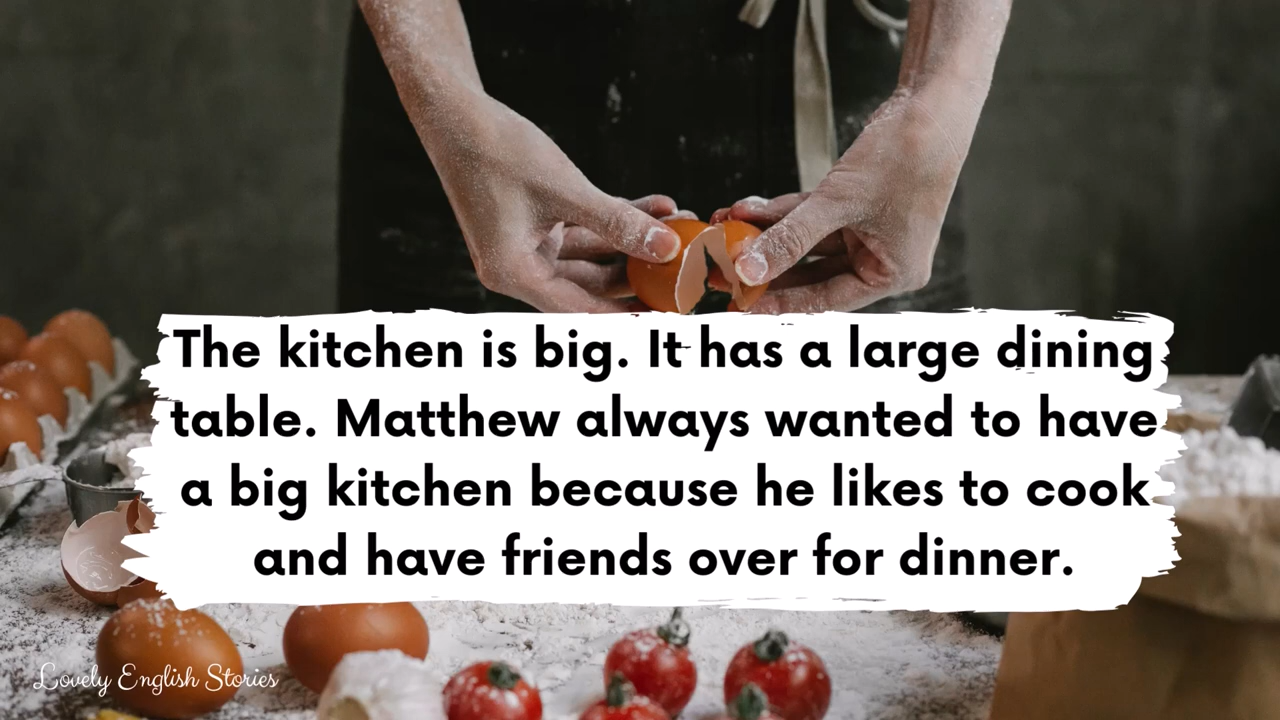 The kitchen is big. It has a large dining
table. Matthew always wanted to have
a big kitchen because he likes to cook
and have friends over for dinner.
Lovely English Stories